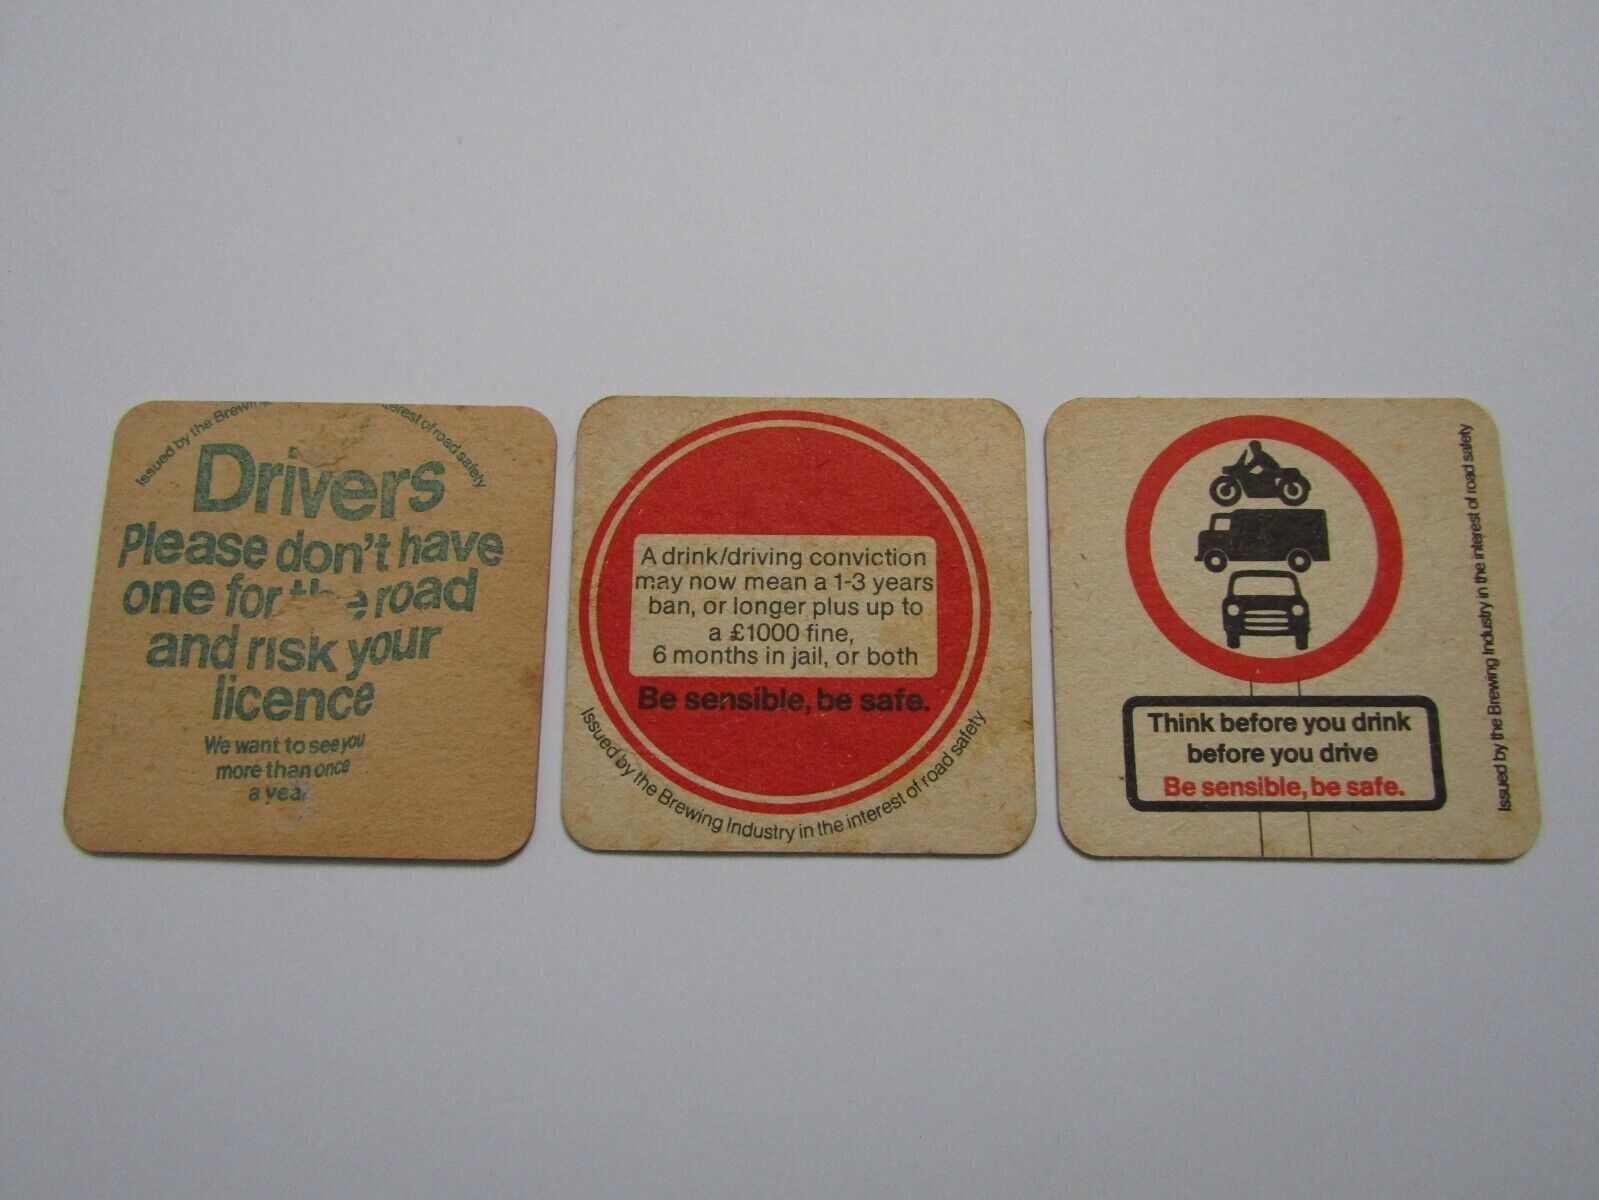 Issued by the Brewin interest of road safety
Drivers
Please don't have
one for the road
and risk your
licence
We want to see you
more than once
a year
A drink/driving conviction
may now mean a 1-3 years
ban, or longer plus up to
a £1000 fine,
6 months in jail, or both
Be sensible, be safe.
Issued by the Brewing Industry in the interest of road safety
Think before you drink
before you drive
Be sensible, be safe.
Issued by the Brewing Industry in the interest of road safety